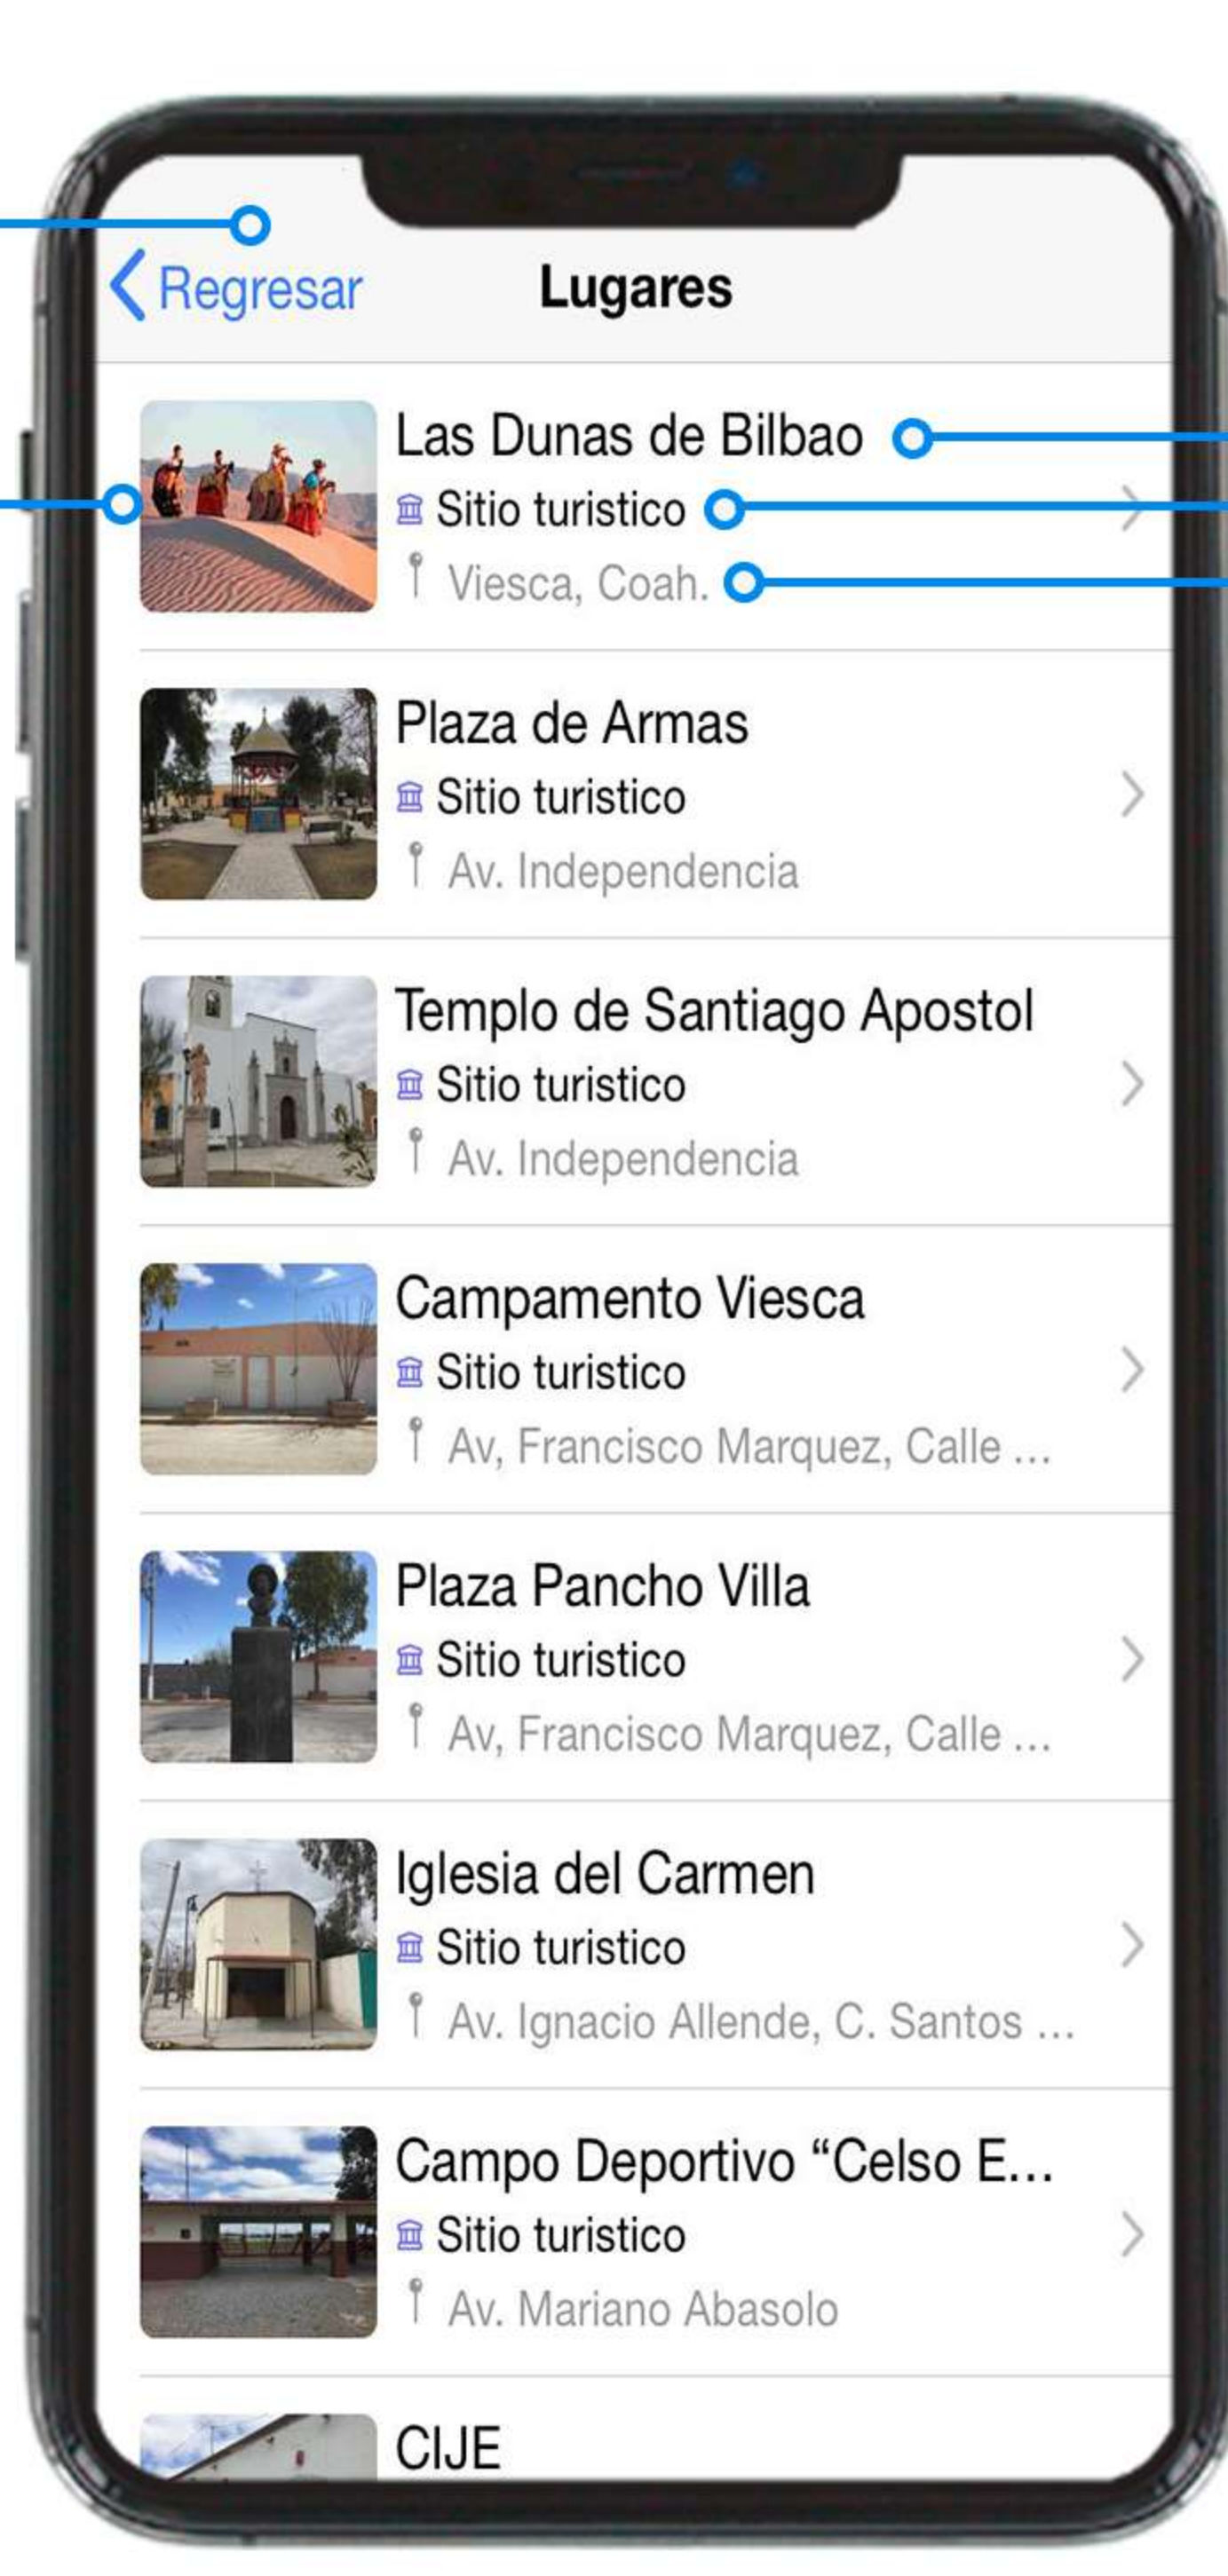 Regresar
Lugares
Las Dunas de Bilbao
Sitio turistico
Viesca, Coah.
Plaza de Armas
Sitio turistico
Av. Independencia
Templo de Santiago Apostol
Sitio turistico
Av. Independencia
Campamento Viesca
Sitio turistico
Av, Francisco Marquez, Calle ...
Plaza Pancho Villa
Sitio turistico
Av, Francisco Marquez, Calle ...
Iglesia del Carmen
Sitio turistico
Av. Ignacio Allende, C. Santos ...
Campo Deportivo “Celso E...
Sitio turistico
Av. Mariano Abasolo
CIJE